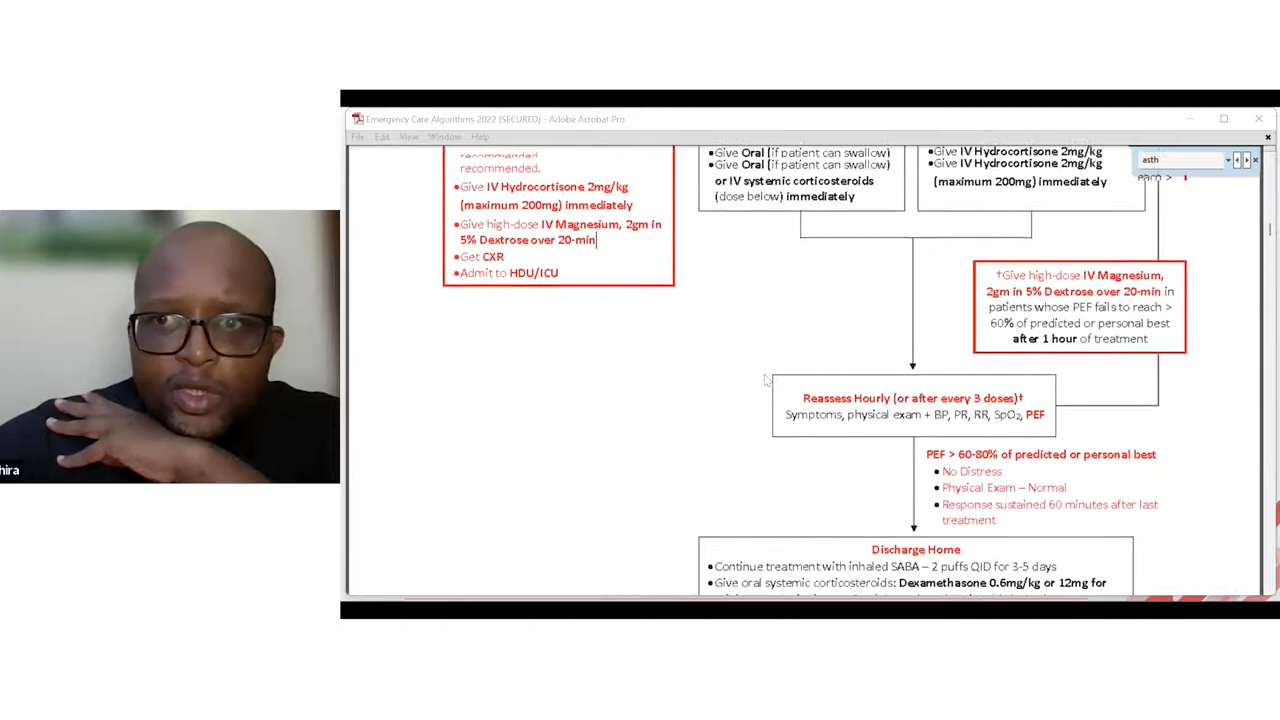 Emergency Care Algorithms 2022 (SECURED) - Adobe Acrobat Pro
File Edit View Window Help
asth
recommended
recommended.
•Give IV Hydrocortisone 2mg/kg
(maximum 200mg) immediately
•Give high-dose IV Magnesium, 2gm in
5% Dextrose over 20-min
•Get CXR
•Admit to HDU/ICU
•Give Oral (if patient can swallow)
•Give Oral (if patient can swallow)
or IV systemic corticosteroids
(dose below) immediately
•Give IV Hydrocortisone 2mg/kg
•Give IV Hydrocortisone 2mg/kg
(maximum 200mg) immediately
each >
†Give high-dose IV Magnesium,
2gm in 5% Dextrose over 20-min in
patients whose PEF fails to reach >
60% of predicted or personal best
after 1 hour of treatment
Reassess Hourly (or after every 3 doses)†
Symptoms, physical exam + BP, PR, RR, SpO₂, PEF
PEF > 60-80% of predicted or personal best
• No Distress
• Physical Exam – Normal
• Response sustained 60 minutes after last
treatment
Discharge Home
•Continue treatment with inhaled SABA – 2 puffs QID for 3-5 days
•Give oral systemic corticosteroids: Dexamethasone 0.6mg/kg or 12mg for
hira